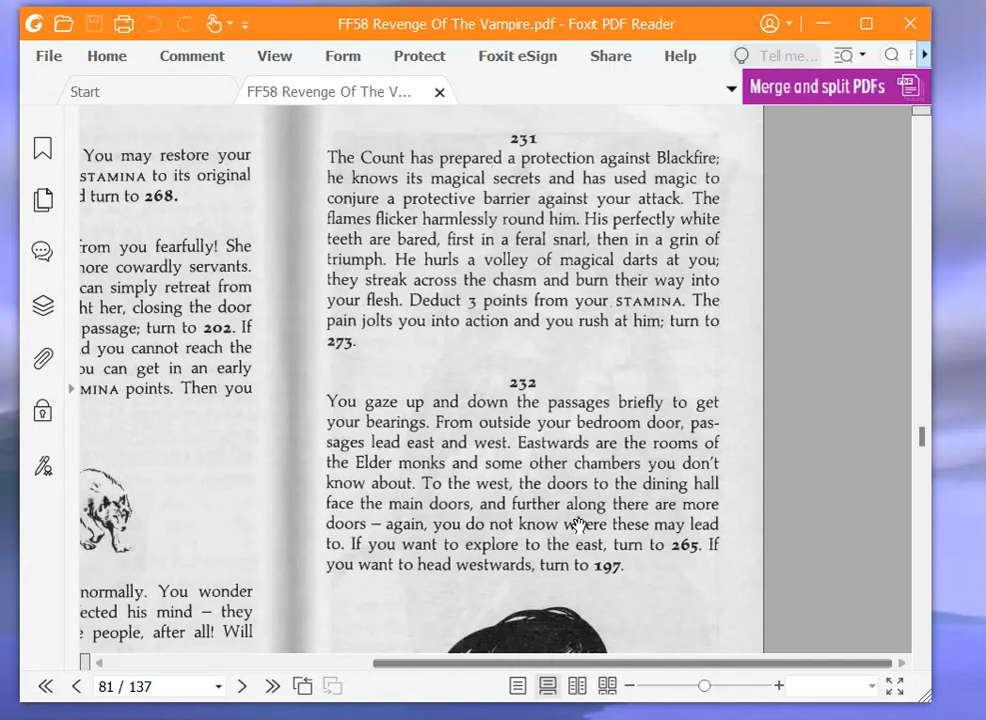 FF58 Revenge Of The Vampire.pdf - Foxit PDF Reader
File Home Comment View Form Protect Foxit eSign Share Help Tell me... F
Start FF58 Revenge Of The V... Merge and split PDFs
You may restore your
STAMINA to its original
turn to 268.
from you fearfully! She
more cowardly servants.
can simply retreat from
ht her, closing the door
passage; turn to 202. If
d you cannot reach the
ou can get in an early
MINA points. Then you
normally. You wonder
ected his mind – they
people, after all! Will
231
The Count has prepared a protection against Blackfire;
he knows its magical secrets and has used magic to
conjure a protective barrier against your attack. The
flames flicker harmlessly round him. His perfectly white
teeth are bared, first in a feral snarl, then in a grin of
triumph. He hurls a volley of magical darts at you;
they streak across the chasm and burn their way into
your flesh. Deduct 3 points from your STAMINA. The
pain jolts you into action and you rush at him; turn to
273.
232
You gaze up and down the passages briefly to get
your bearings. From outside your bedroom door, pas-
sages lead east and west. Eastwards are the rooms of
the Elder monks and some other chambers you don't
know about. To the west, the doors to the dining hall
face the main doors, and further along there are more
doors – again, you do not know where these may lead
to. If you want to explore to the east, turn to 265. If
you want to head westwards, turn to 197.
81 / 137